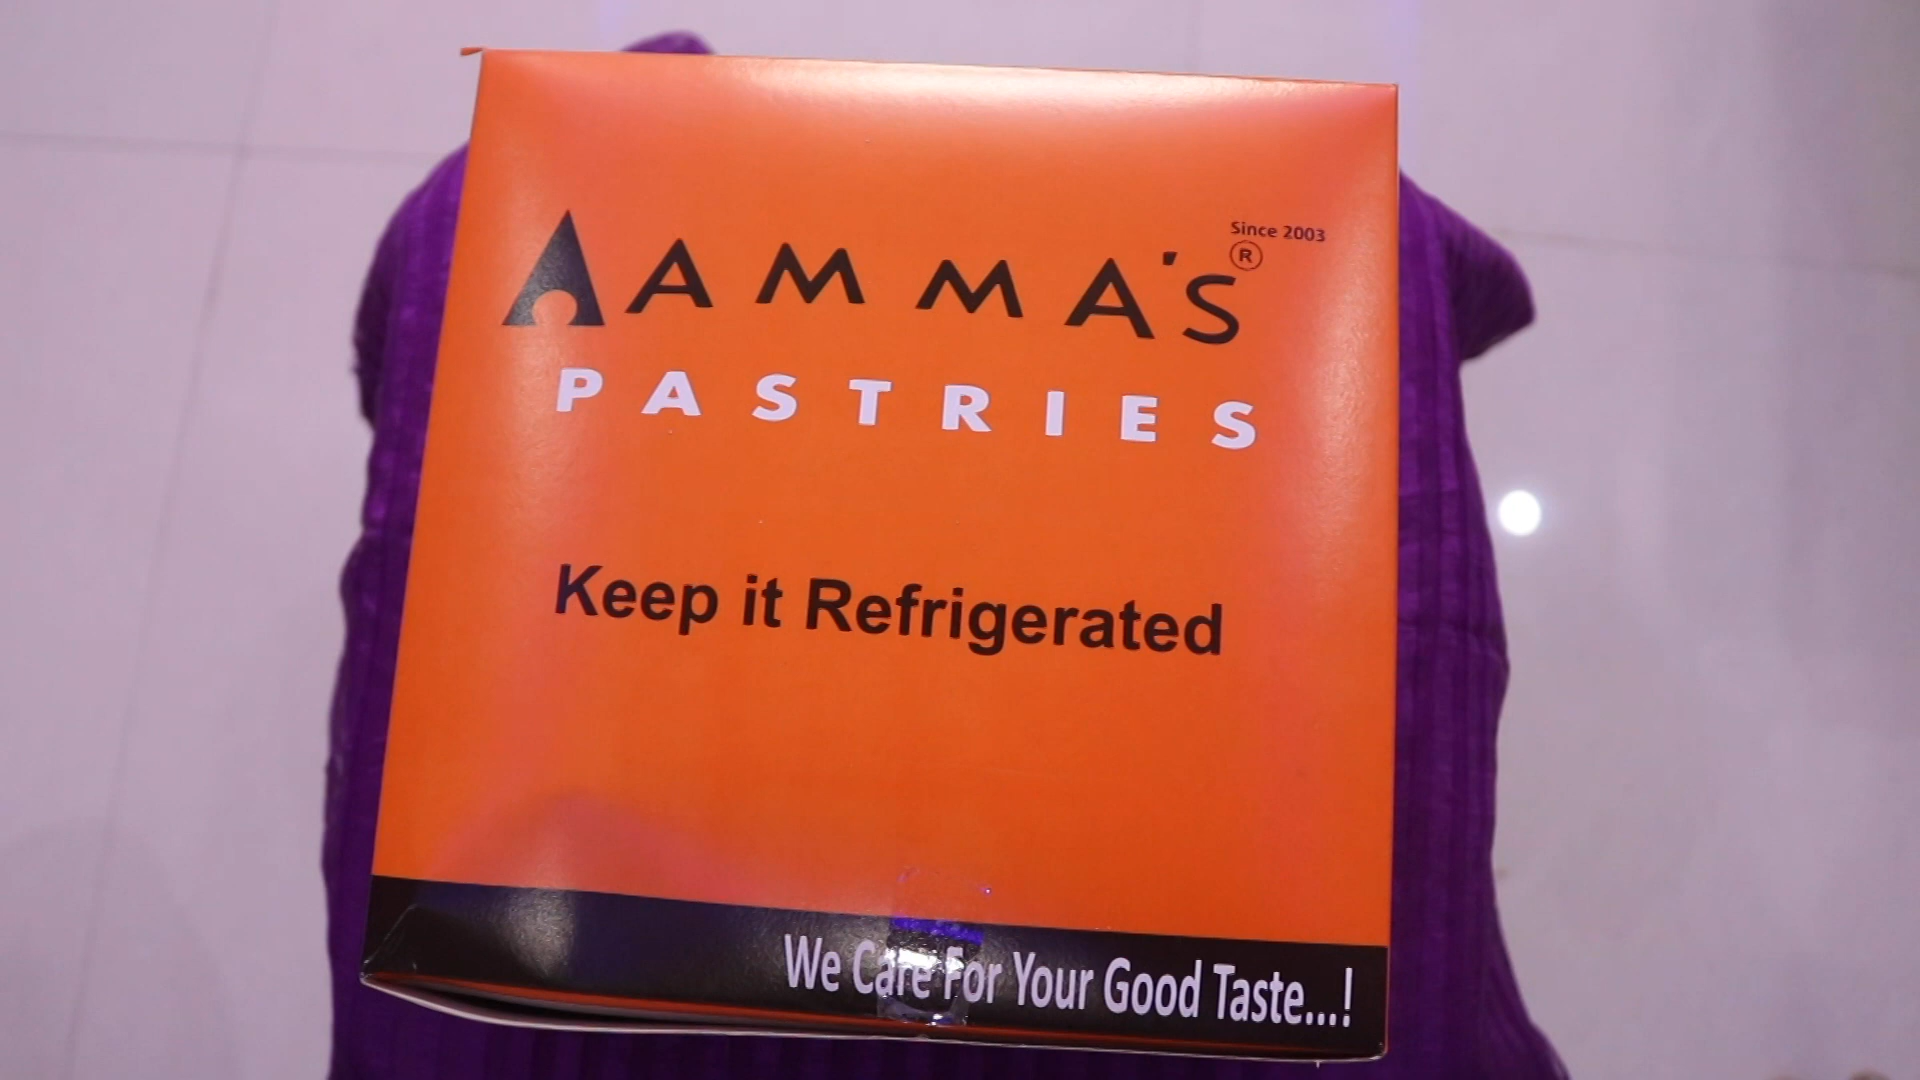 Since 2003
AMMA'S ®
PASTRIES
Keep it Refrigerated
We Care For Your Good Taste...!